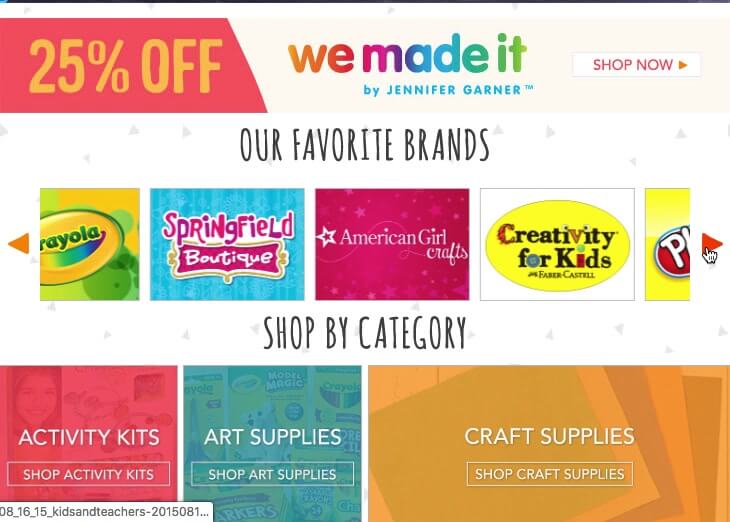 25% OFF
we made it
by JENNIFER GARNER™
SHOP NOW
OUR FAVORITE BRANDS
rayola
SPRINGFIELD
Boutique
American Girl
crafts
Creativity
for Kids
FABER-CASTELL
Pl
SHOP BY CATEGORY
MODEL
MAGIC
Crayola
ACTIVITY KITS
ART SUPPLIES
CRAFT SUPPLIES
SHOP ACTIVITY KITS
SHOP ART SUPPLIES
SHOP CRAFT SUPPLIES
MARKERS
08_16_15_kidsandteachers-2015081...